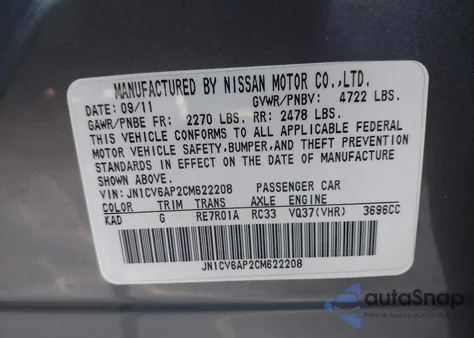 MANUFACTURED BY NISSAN MOTOR CO.,LTD.
DATE: 09/11 GVWR/PNBV: 4722 LBS.
GAWR/PNBE FR: 2270 LBS. RR: 2478 LBS.
THIS VEHICLE CONFORMS TO ALL APPLICABLE FEDERAL
MOTOR VEHICLE SAFETY, BUMPER, AND THEFT PREVENTION
STANDARDS IN EFFECT ON THE DATE OF MANUFACTURE
SHOWN ABOVE.
VIN: JN1CV6AP2CM622208 PASSENGER CAR
COLOR TRIM TRANS AXLE ENGINE
KAD G RE7R01A RC33 VQ37(VHR) 3696CC
JN1CV6AP2CM622208
autaSnap